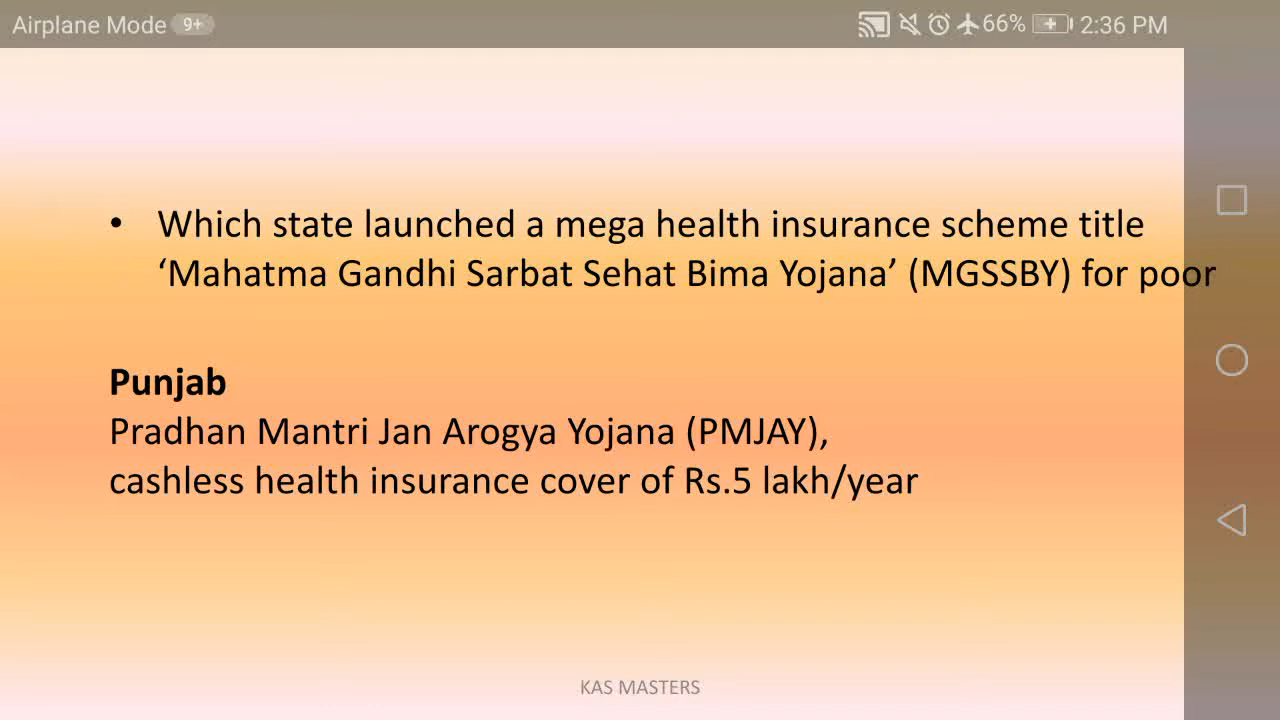 Airplane Mode 9+ 66% 2:36 PM
• Which state launched a mega health insurance scheme title
‘Mahatma Gandhi Sarbat Sehat Bima Yojana’ (MGSSBY) for poor
Punjab
Pradhan Mantri Jan Arogya Yojana (PMJAY),
cashless health insurance cover of Rs.5 lakh/year
KAS MASTERS